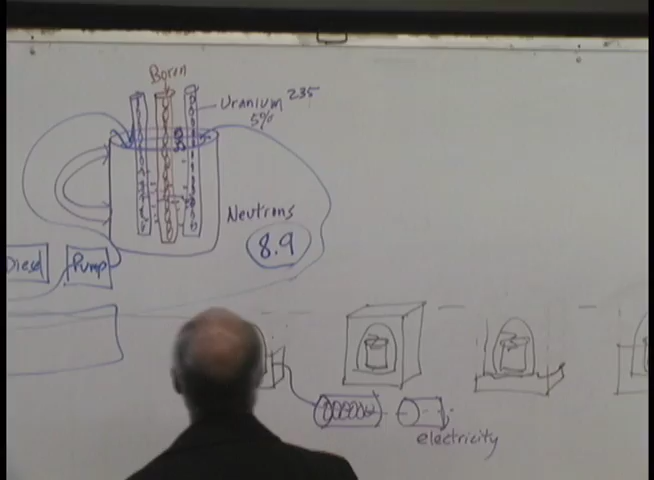 Boron
Uranium 235
5%
Neutrons
8.9
Diesel
Pump
electricity